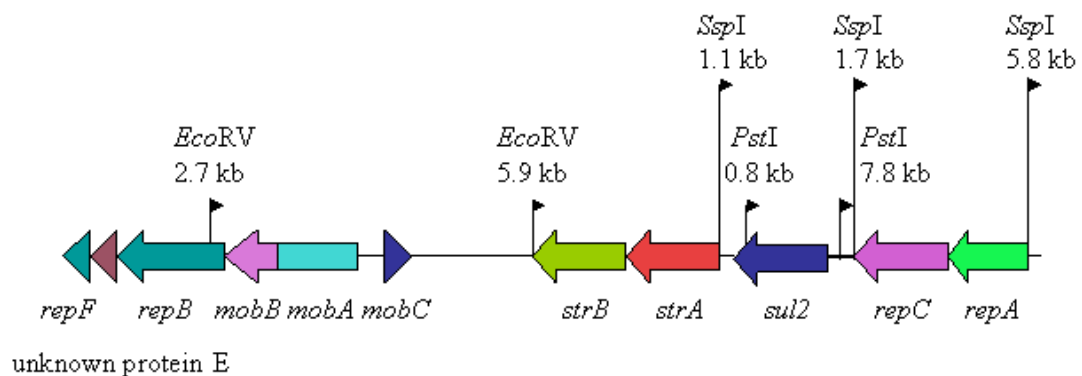 SspI SspI SspI
1.1 kb 1.7 kb 5.8 kb
EcoRV EcoRV PstI PstI
2.7 kb 5.9 kb 0.8 kb 7.8 kb
repF repB mobB mobA mobC strB strA sul2 repC repA
unknown protein E